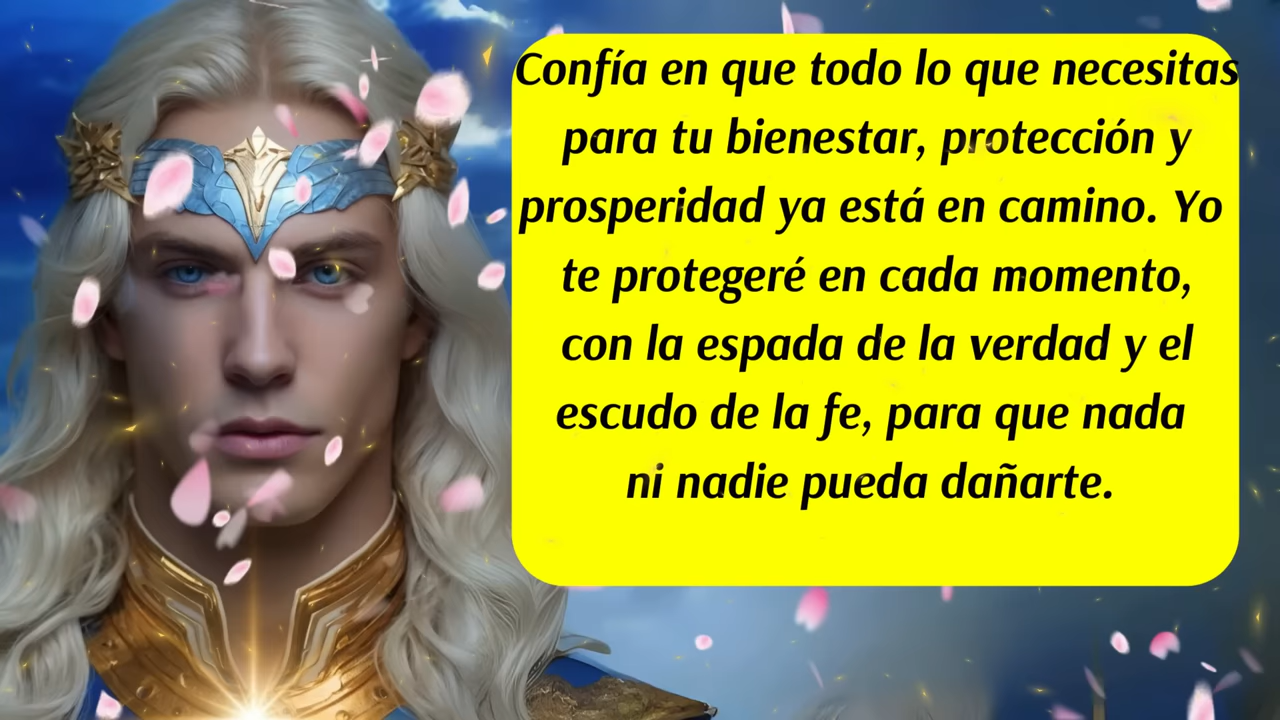 Confía en que todo lo que necesitas
para tu bienestar, protección y
prosperidad ya está en camino. Yo
te protegeré en cada momento,
con la espada de la verdad y el
escudo de la fe, para que nada
ni nadie pueda dañarte.